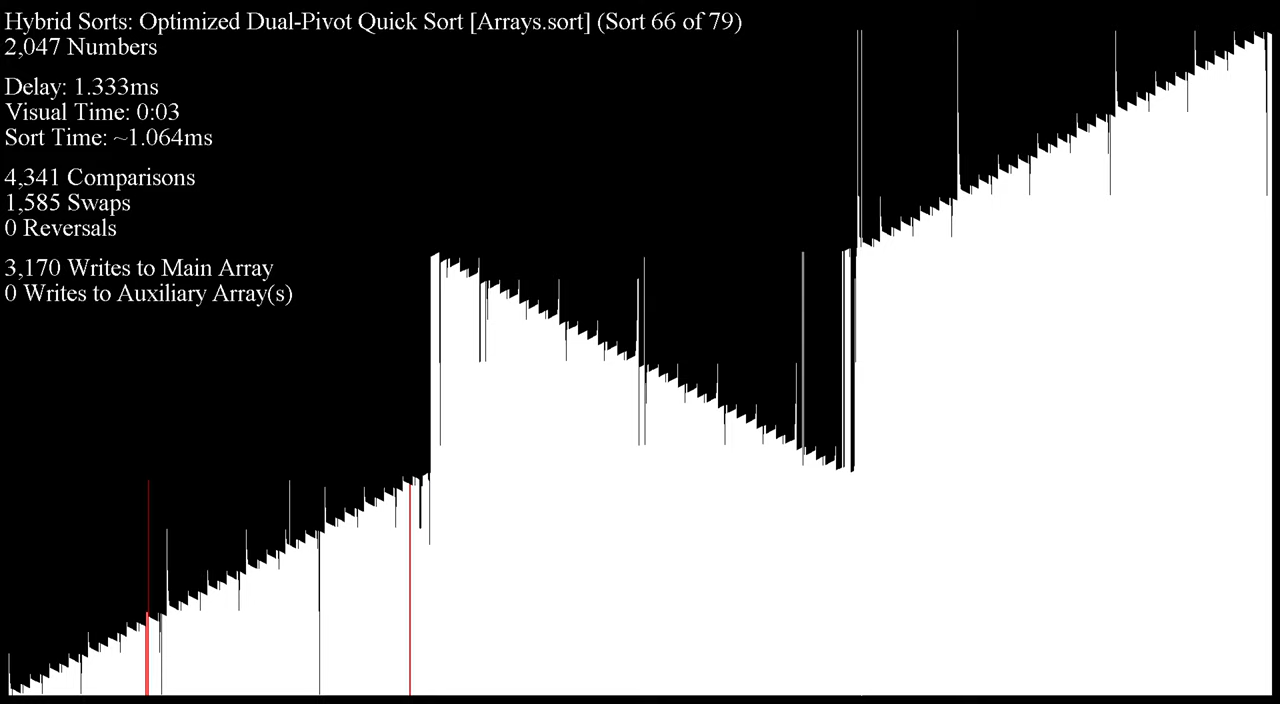 Hybrid Sorts: Optimized Dual-Pivot Quick Sort [Arrays.sort] (Sort 66 of 79)
2,047 Numbers
Delay: 1.333ms
Visual Time: 0:03
Sort Time: ~1.064ms
4,341 Comparisons
1,585 Swaps
0 Reversals
3,170 Writes to Main Array
0 Writes to Auxiliary Array(s)